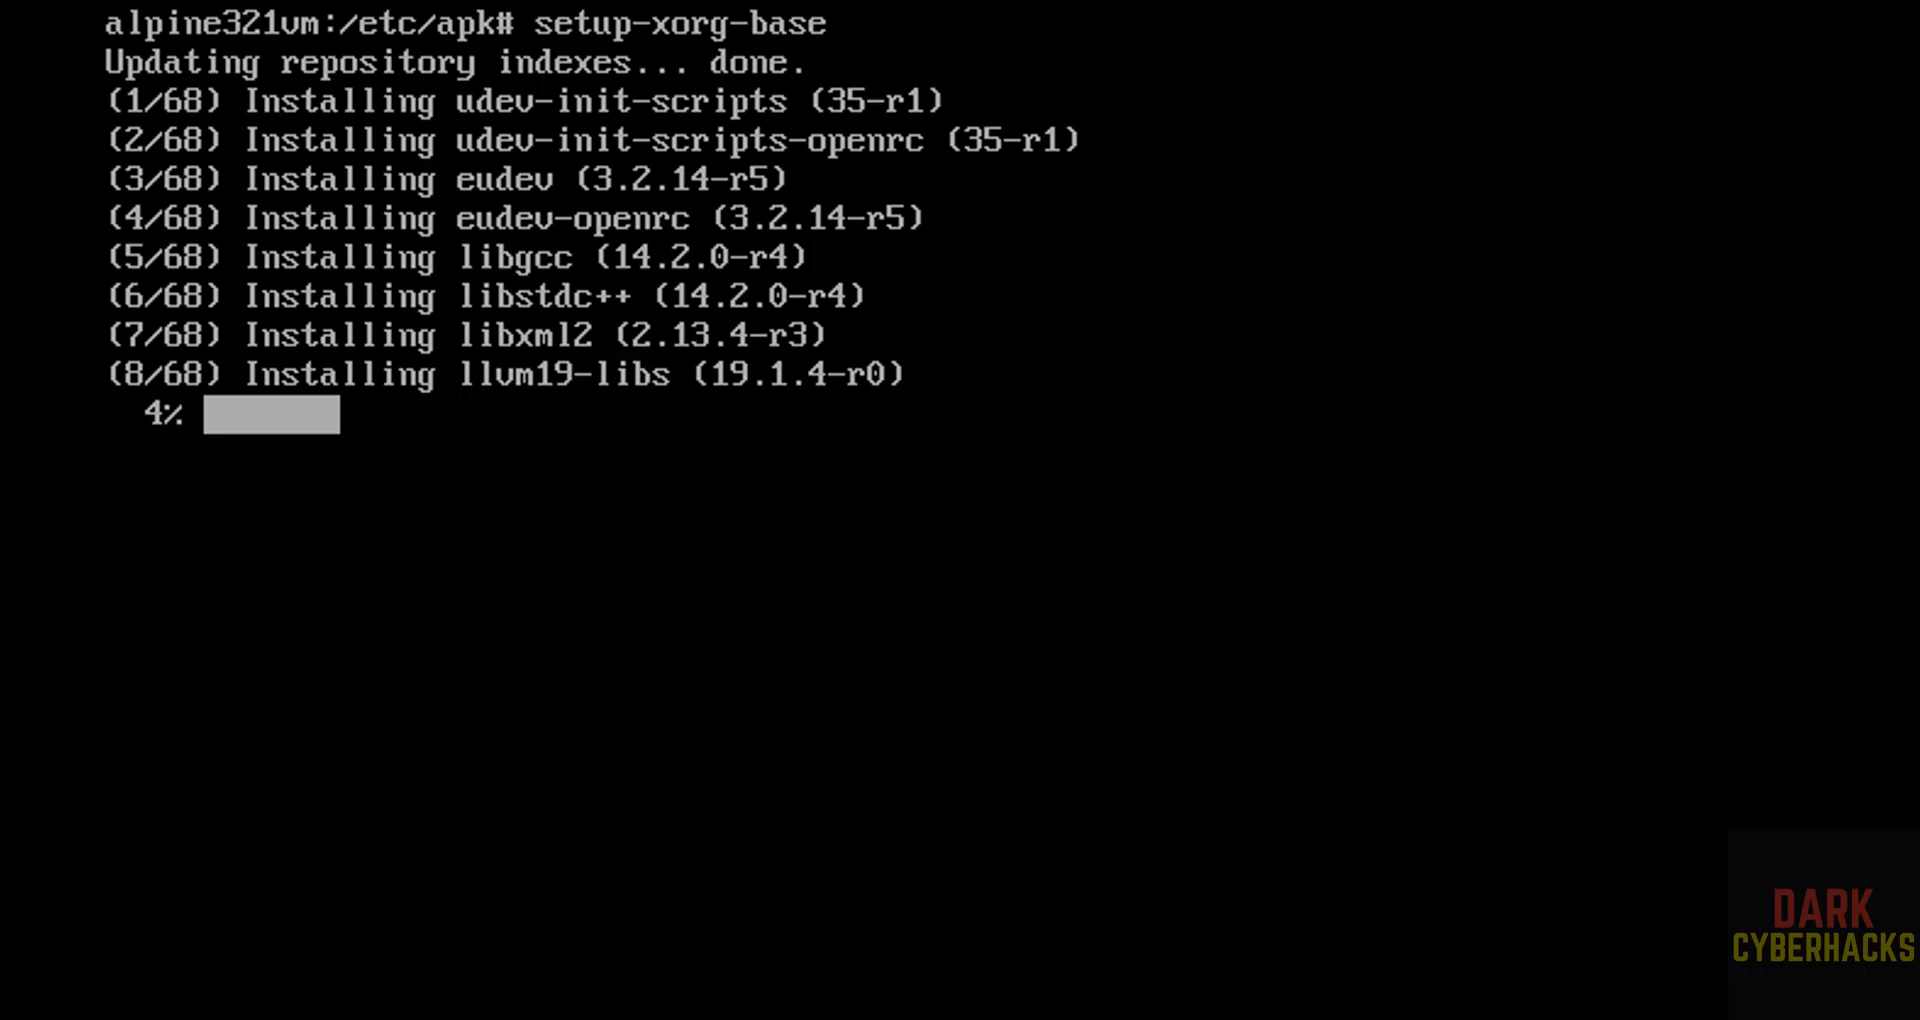 alpine321vm:/etc/apk# setup-xorg-base
Updating repository indexes... done.
(1/68) Installing udev-init-scripts (35-r1)
(2/68) Installing udev-init-scripts-openrc (35-r1)
(3/68) Installing eudev (3.2.14-r5)
(4/68) Installing eudev-openrc (3.2.14-r5)
(5/68) Installing libgcc (14.2.0-r4)
(6/68) Installing libstdc++ (14.2.0-r4)
(7/68) Installing libxml2 (2.13.4-r3)
(8/68) Installing llvm19-libs (19.1.4-r0)
4%
DARK
CYBERHACKS